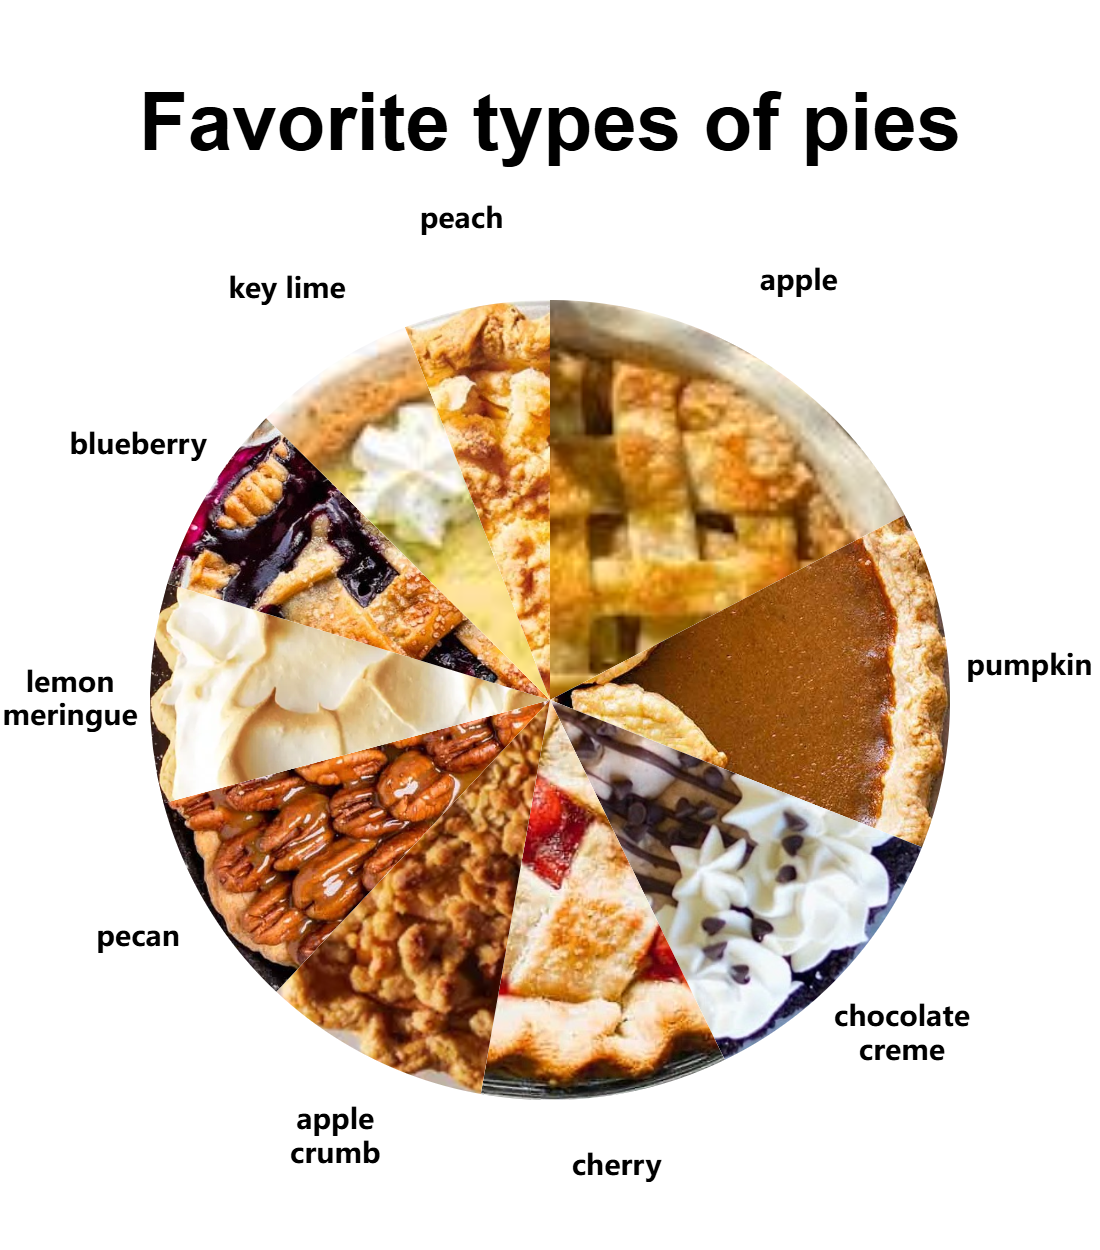 Favorite types of pies
peach
key lime
apple
blueberry
pumpkin
lemon
meringue
pecan
chocolate
creme
apple
crumb
cherry